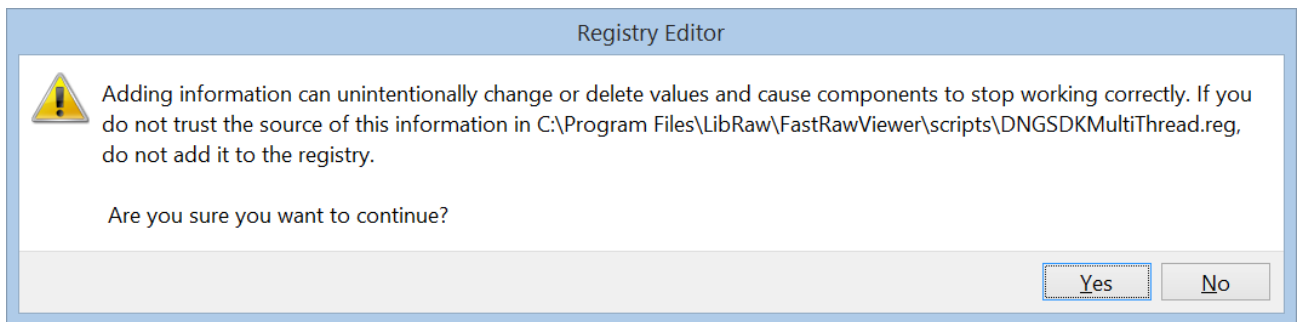 Registry Editor
Adding information can unintentionally change or delete values and cause components to stop working correctly. If you
do not trust the source of this information in C:\Program Files\LibRaw\FastRawViewer\scripts\DNGSDKMultiThread.reg,
do not add it to the registry.
Are you sure you want to continue?
Yes No